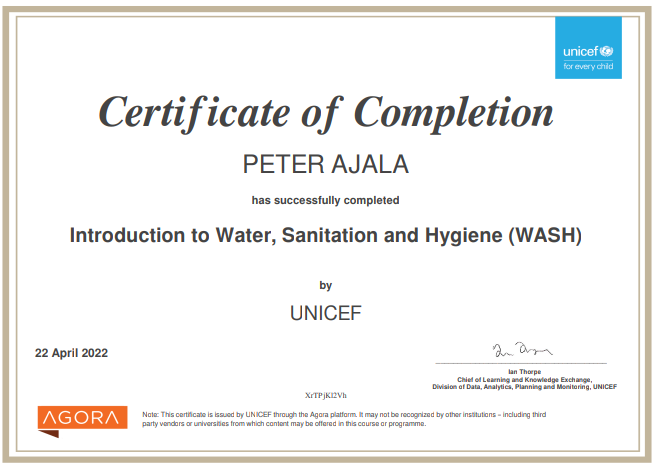 unicef
for every child
Certificate of Completion
PETER AJALA
has successfully completed
Introduction to Water, Sanitation and Hygiene (WASH)
by
UNICEF
22 April 2022
Ian Thorpe
Chief of Learning and Knowledge Exchange,
Division of Data, Analytics, Planning and Monitoring, UNICEF
XrTPjKl2Vh
AGORA
Note: This certificate is issued by UNICEF through the Agora platform. It may not be recognized by other institutions – including third
party vendors or universities from which content may be offered in this course or programme.